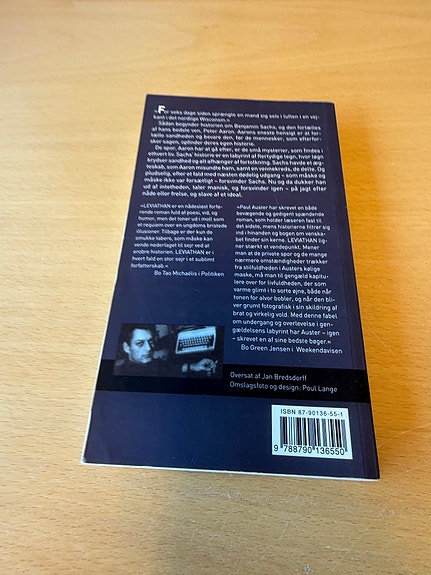 »For seks dage siden sprængte en mand sig selv i luften i en vej-
kant i det nordlige Wisconsin.«
Sådan begynder historien om Benjamin Sachs, og den fortælles
af hans bedste ven, Peter Aaron. Aarons eneste hensigt er at for-
tælle sandheden og bevare den, før de mennesker, som efterfor-
sker sagen, opfinder deres egen historie.
De spor, Aaron har at gå efter, er de små mysterier, som findes i
ethvert liv. Sachs' historie er en labyrint af flertydige tegn, hvor løgn
krydser sandhed og alt afhænger af fortolkning. Sachs havde et æg-
teskab, som Aaron misundte ham, samt en vennekreds, de delte. Og
pludselig, efter et fald med næsten dødelig udgang – som måske og
måske ikke var forsætligt – forsvinder Sachs. Nu og da dukker han
ud af intetheden, taler manisk, og forsvinder igen – på jagt efter
nåde eller frelse, og slave af et ideal.
»LEVIATHAN er en nådesløst forfø-
rende roman fuld af poesi, vid, og
humor, men det toner ud i moll som
et requiem over en ungdoms bristede
illusioner. Tilbage er der kun de
smukke tabere, som måske kan
vende nederlaget til sejr ved at
ordre historien. LEVIATHAN er i
hvert fald en stor sejr i et sublimt
forfatterskab.«
Bo Tao Michaëlis i Politiken
»Paul Auster har skrevet en både
bevægende og gedigent spændende
roman, som holder læseren fast til
det sidste, mens historierne filtrer sig
ind i hinanden og bogen om venska-
bet finder sin kerne. LEVIATHAN lig-
ner stærkt et vendepunkt. Mener
man at de private spor og de mange
nærmere omstændigheder trækker
fra stilfuldheden i Austers kølige
maske, må man til gengæld kapitu-
lere over for livfuldheden, der som
varme glimt i to sorte øjne, både når
tonen for alvor bobler, og når den bli-
ver grumt fotografisk i sin skildring af
brat og virkelig vold. Med denne fabel
om undergang og overlevelse i gen-
gældelsens labyrint har Auster – igen
– skrevet en af sine bedste bøger.«
Bo Green Jensen i Weekendavisen
Oversat af Jan Bredsdorff
Omslagsfoto og design: Poul Lange
ISBN 87-90136-55-1
9 788790 136550